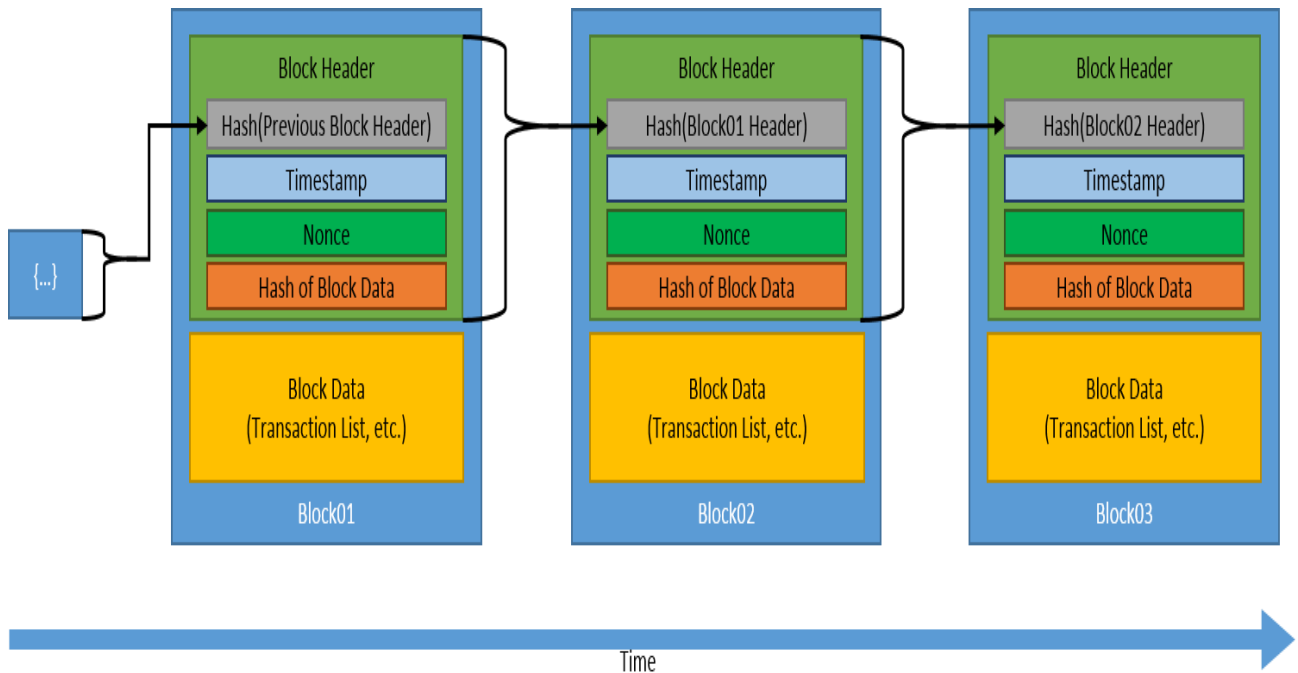 {...}
Block Header
Hash(Previous Block Header)
Timestamp
Nonce
Hash of Block Data
Block Data
(Transaction List, etc.)
Block01
Block Header
Hash(Block01 Header)
Timestamp
Nonce
Hash of Block Data
Block Data
(Transaction List, etc.)
Block02
Block Header
Hash(Block02 Header)
Timestamp
Nonce
Hash of Block Data
Block Data
(Transaction List, etc.)
Block03
Time